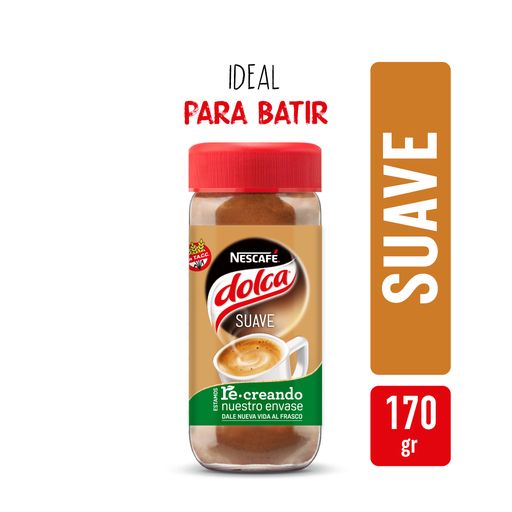 IDEAL
PARA BATIR
SUAVE
170
gr
T.A.C.C.
NESCAFÉ
dolca
SUAVE
ESTAMOS
re·creando
nuestro envase
DALE NUEVA VIDA AL FRASCO